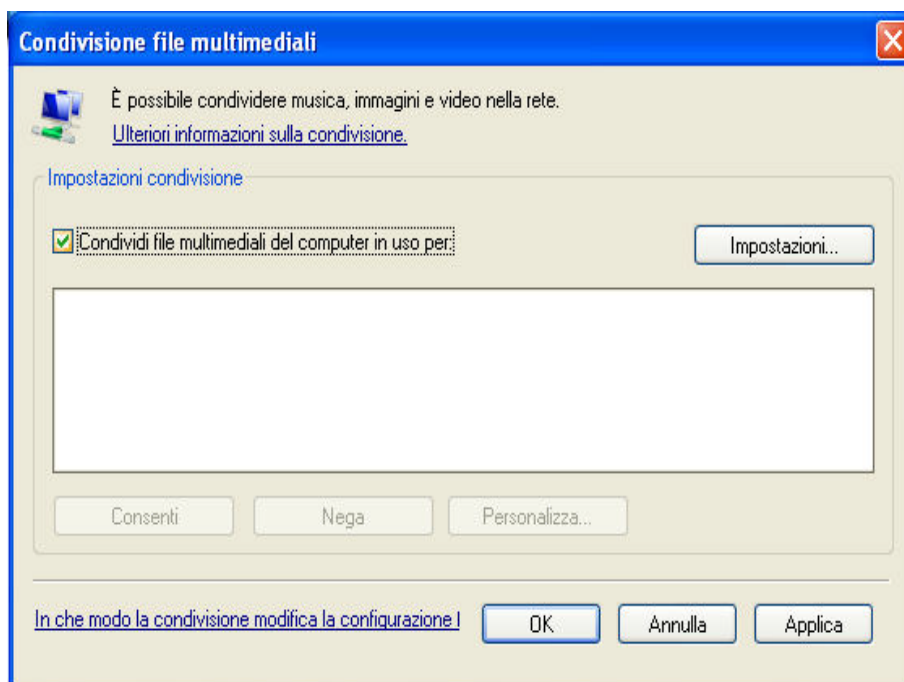 Condivisione file multimediali
È possibile condividere musica, immagini e video nella rete.
Ulteriori informazioni sulla condivisione.
Impostazioni condivisione
Condividi file multimediali del computer in uso per:
Impostazioni...
Consenti Nega Personalizza...
In che modo la condivisione modifica la configurazione
OK Annulla Applica